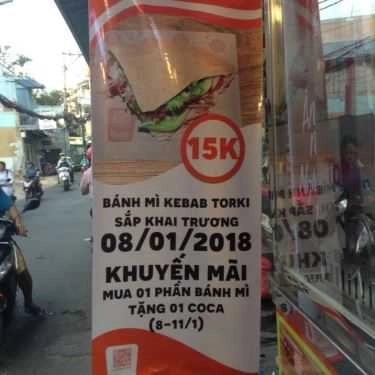 15K
BÁNH MÌ KEBAB TORKI
SẮP KHAI TRƯƠNG
08/01/2018
KHUYẾN MÃI
MUA 01 PHẦN BÁNH MÌ
TẶNG 01 COCA
(8-11/1)